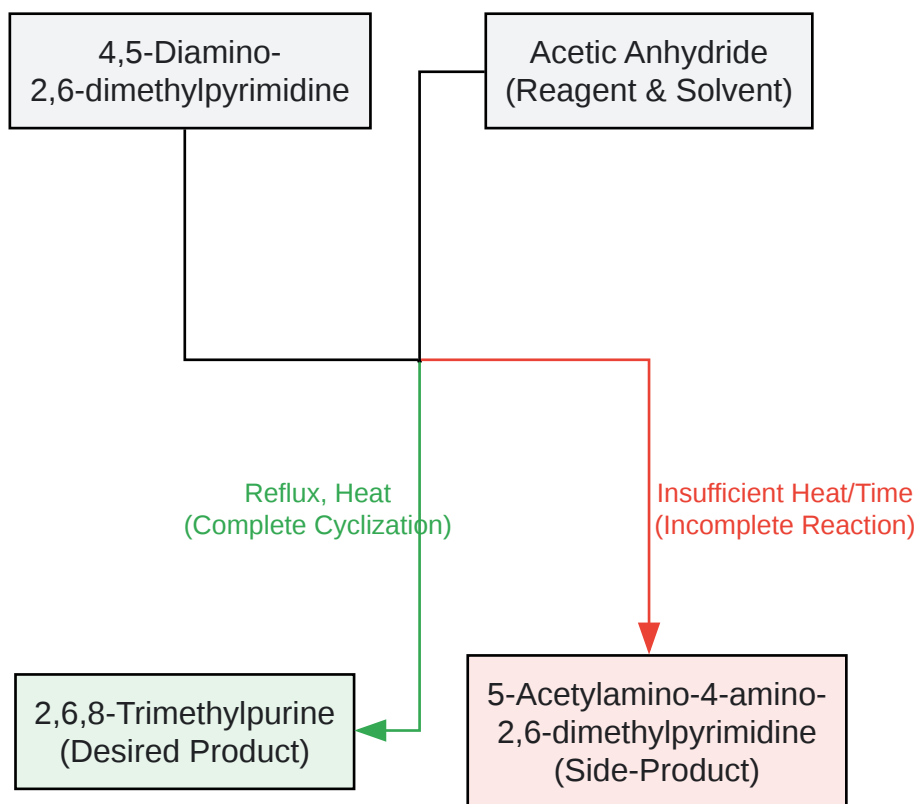 4,5-Diamino-
2,6-dimethylpyrimidine
Acetic Anhydride
(Reagent & Solvent)
Reflux, Heat
(Complete Cyclization)
Insufficient Heat/Time
(Incomplete Reaction)
2,6,8-Trimethylpurine
(Desired Product)
5-Acetylamino-4-amino-
2,6-dimethylpyrimidine
(Side-Product)